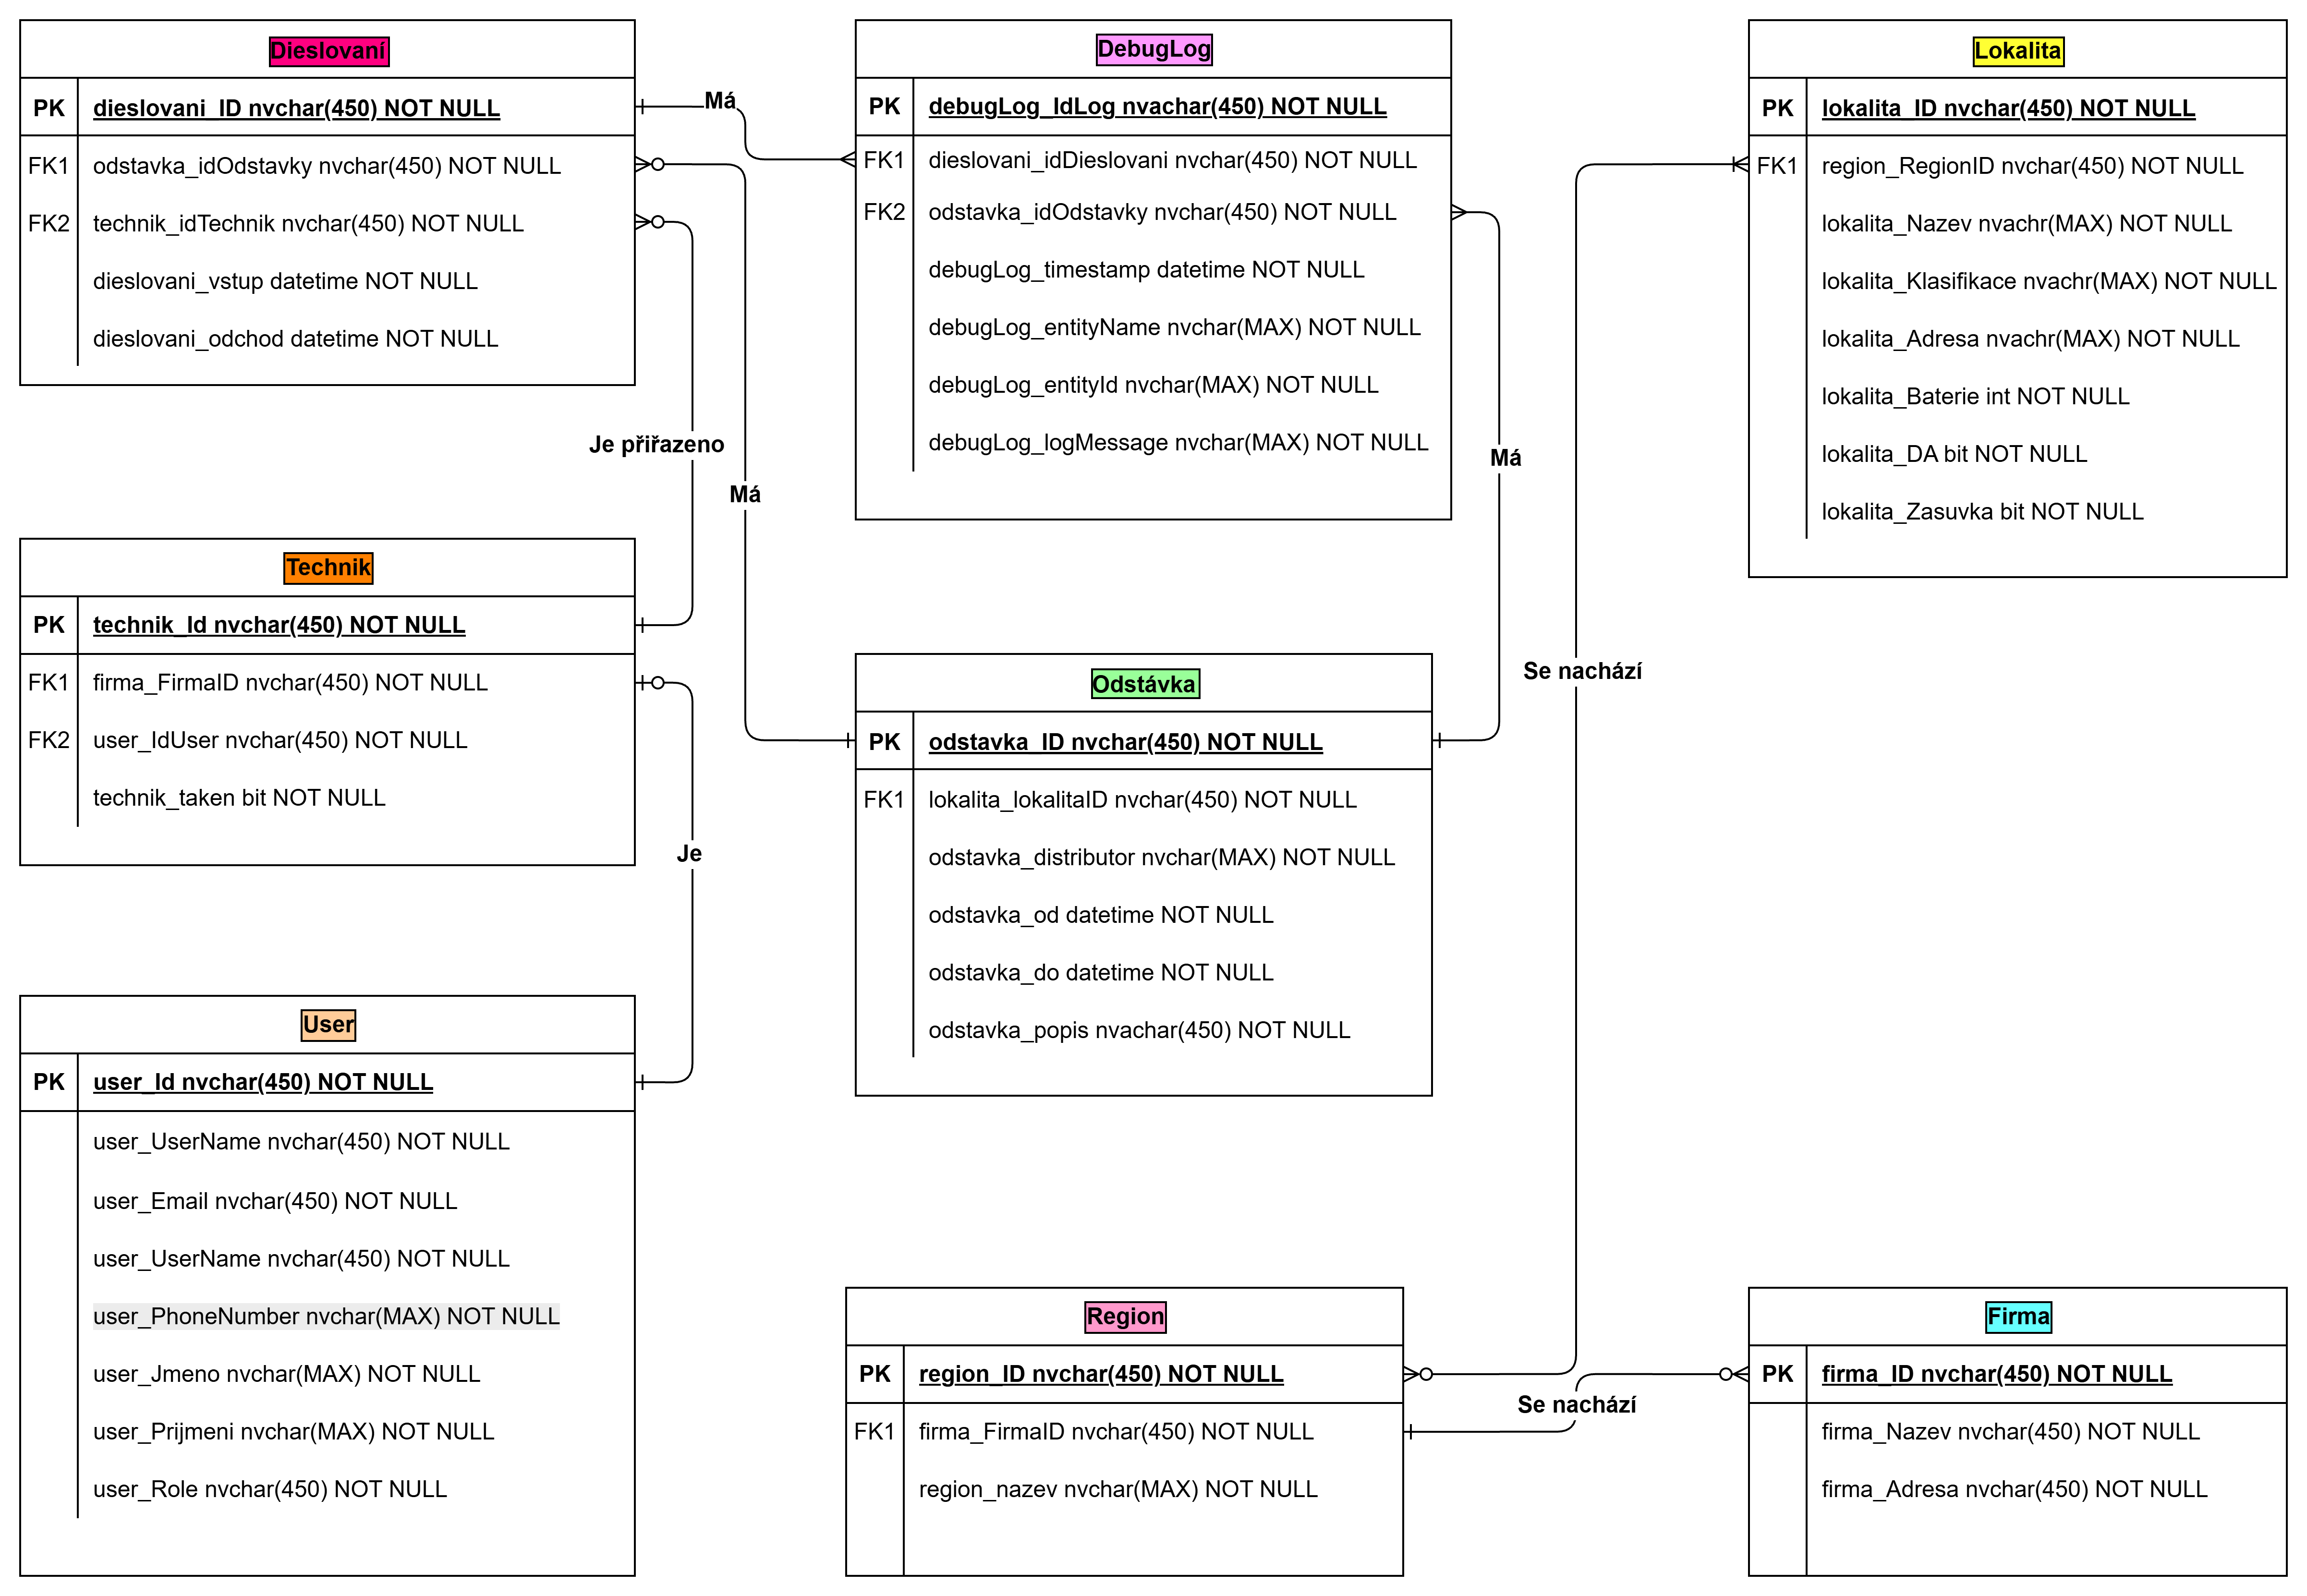 Dieslovaní
PK dieslovani_ID nvchar(450) NOT NULL
FK1 odstavka_idOdstavky nvchar(450) NOT NULL
FK2 technik_idTechnik nvchar(450) NOT NULL
dieslovani_vstup datetime NOT NULL
dieslovani_odchod datetime NOT NULL
Má
DebugLog
PK debugLog_IdLog nvachar(450) NOT NULL
FK1 dieslovani_idDieslovani nvchar(450) NOT NULL
FK2 odstavka_idOdstavky nvchar(450) NOT NULL
debugLog_timestamp datetime NOT NULL
debugLog_entityName nvchar(MAX) NOT NULL
debugLog_entityId nvchar(MAX) NOT NULL
debugLog_logMessage nvchar(MAX) NOT NULL
Lokalita
PK lokalita_ID nvchar(450) NOT NULL
FK1 region_RegionID nvchar(450) NOT NULL
lokalita_Nazev nvachr(MAX) NOT NULL
lokalita_Klasifikace nvachr(MAX) NOT NULL
lokalita_Adresa nvachr(MAX) NOT NULL
lokalita_Baterie int NOT NULL
lokalita_DA bit NOT NULL
lokalita_Zasuvka bit NOT NULL
Je přiřazeno
Má
Má
Se nachází
Technik
PK technik_Id nvchar(450) NOT NULL
FK1 firma_FirmaID nvchar(450) NOT NULL
FK2 user_IdUser nvchar(450) NOT NULL
technik_taken bit NOT NULL
Je
Odstávka
PK odstavka_ID nvchar(450) NOT NULL
FK1 lokalita_lokalitaID nvchar(450) NOT NULL
odstavka_distributor nvchar(MAX) NOT NULL
odstavka_od datetime NOT NULL
odstavka_do datetime NOT NULL
odstavka_popis nvachar(450) NOT NULL
User
PK user_Id nvchar(450) NOT NULL
user_UserName nvchar(450) NOT NULL
user_Email nvchar(450) NOT NULL
user_UserName nvchar(450) NOT NULL
user_PhoneNumber nvchar(MAX) NOT NULL
user_Jmeno nvchar(MAX) NOT NULL
user_Prijmeni nvchar(MAX) NOT NULL
user_Role nvchar(450) NOT NULL
Region
PK region_ID nvchar(450) NOT NULL
FK1 firma_FirmaID nvchar(450) NOT NULL
region_nazev nvchar(MAX) NOT NULL
Se nachází
Firma
PK firma_ID nvchar(450) NOT NULL
firma_Nazev nvchar(450) NOT NULL
firma_Adresa nvchar(450) NOT NULL